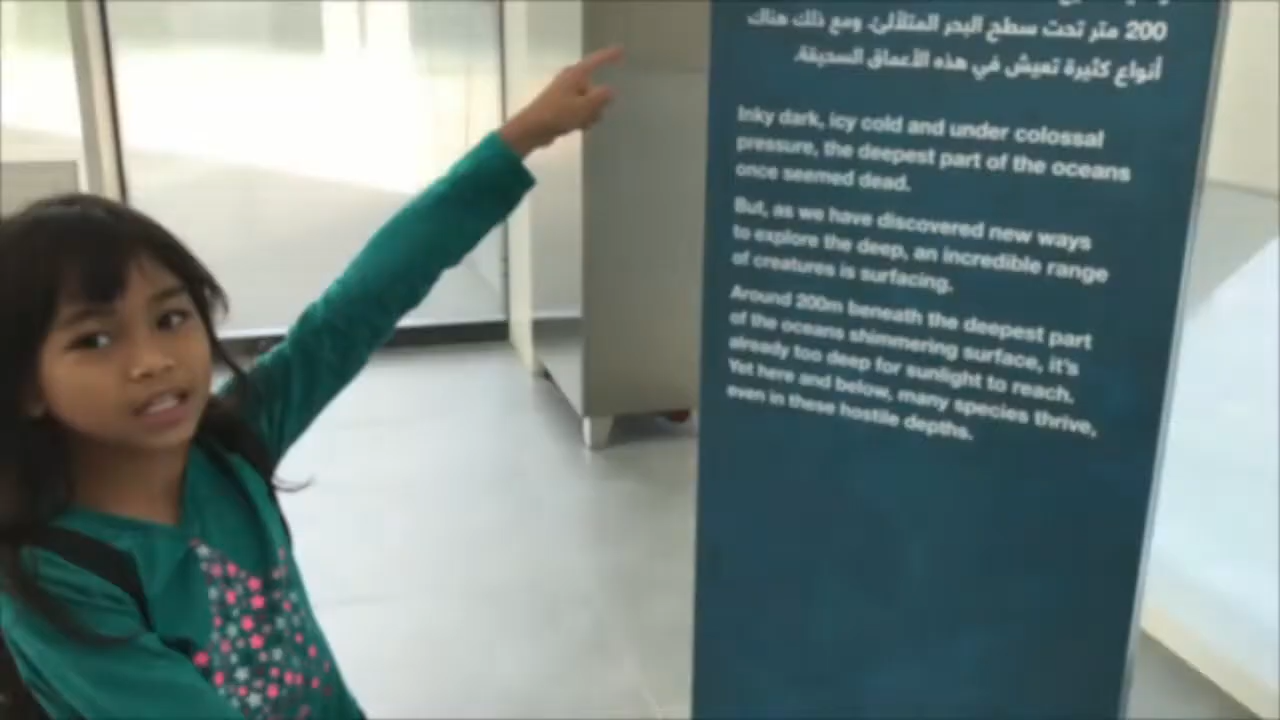 200 متر تحت سطح البحر المتلألئ. ومع ذلك هناك
أنواع كثيرة تعيش في هذه الأعماق السحيقة.
Inky dark, icy cold and under colossal
pressure, the deepest part of the oceans
once seemed dead.
But, as we have discovered new ways
to explore the deep, an incredible range
of creatures is surfacing.
Around 200m beneath the deepest part
of the oceans shimmering surface, it's
already too deep for sunlight to reach.
Yet here and below, many species thrive,
even in these hostile depths.